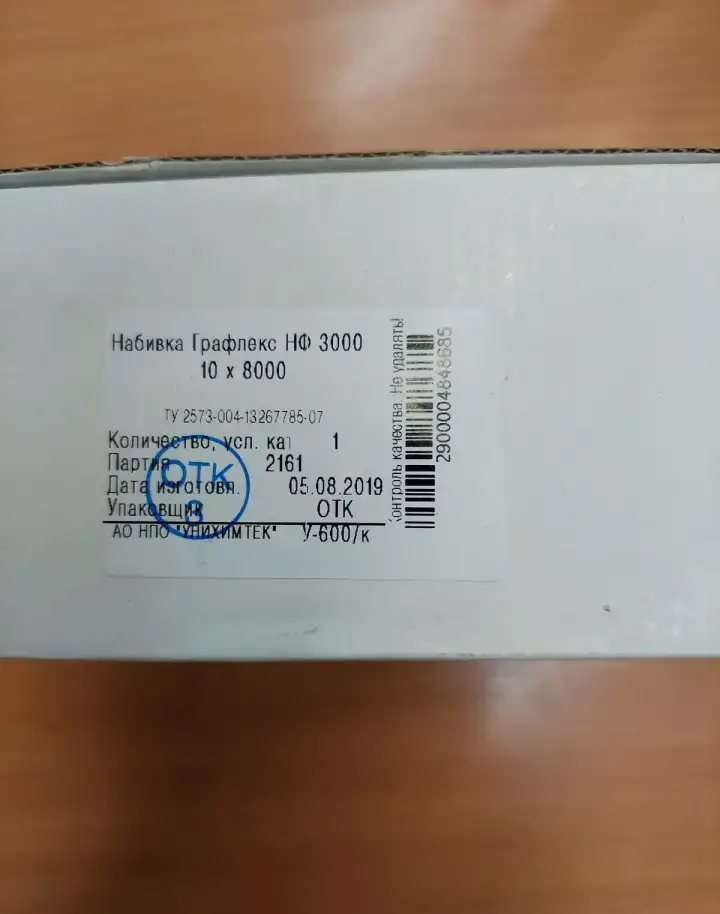 Набивка Графлекс НФ 3000
10 х 8000
ТУ 2573-004-13267785-07
Количество, усл. кат 1
Партия 2161
Дата изготовл. 05.08.2019
Упаковщик ОТК
АО НПО "УНИХИМТЕК" У-600/к
ОТК
8
Контроль качества. Не удалять!
2900004848685